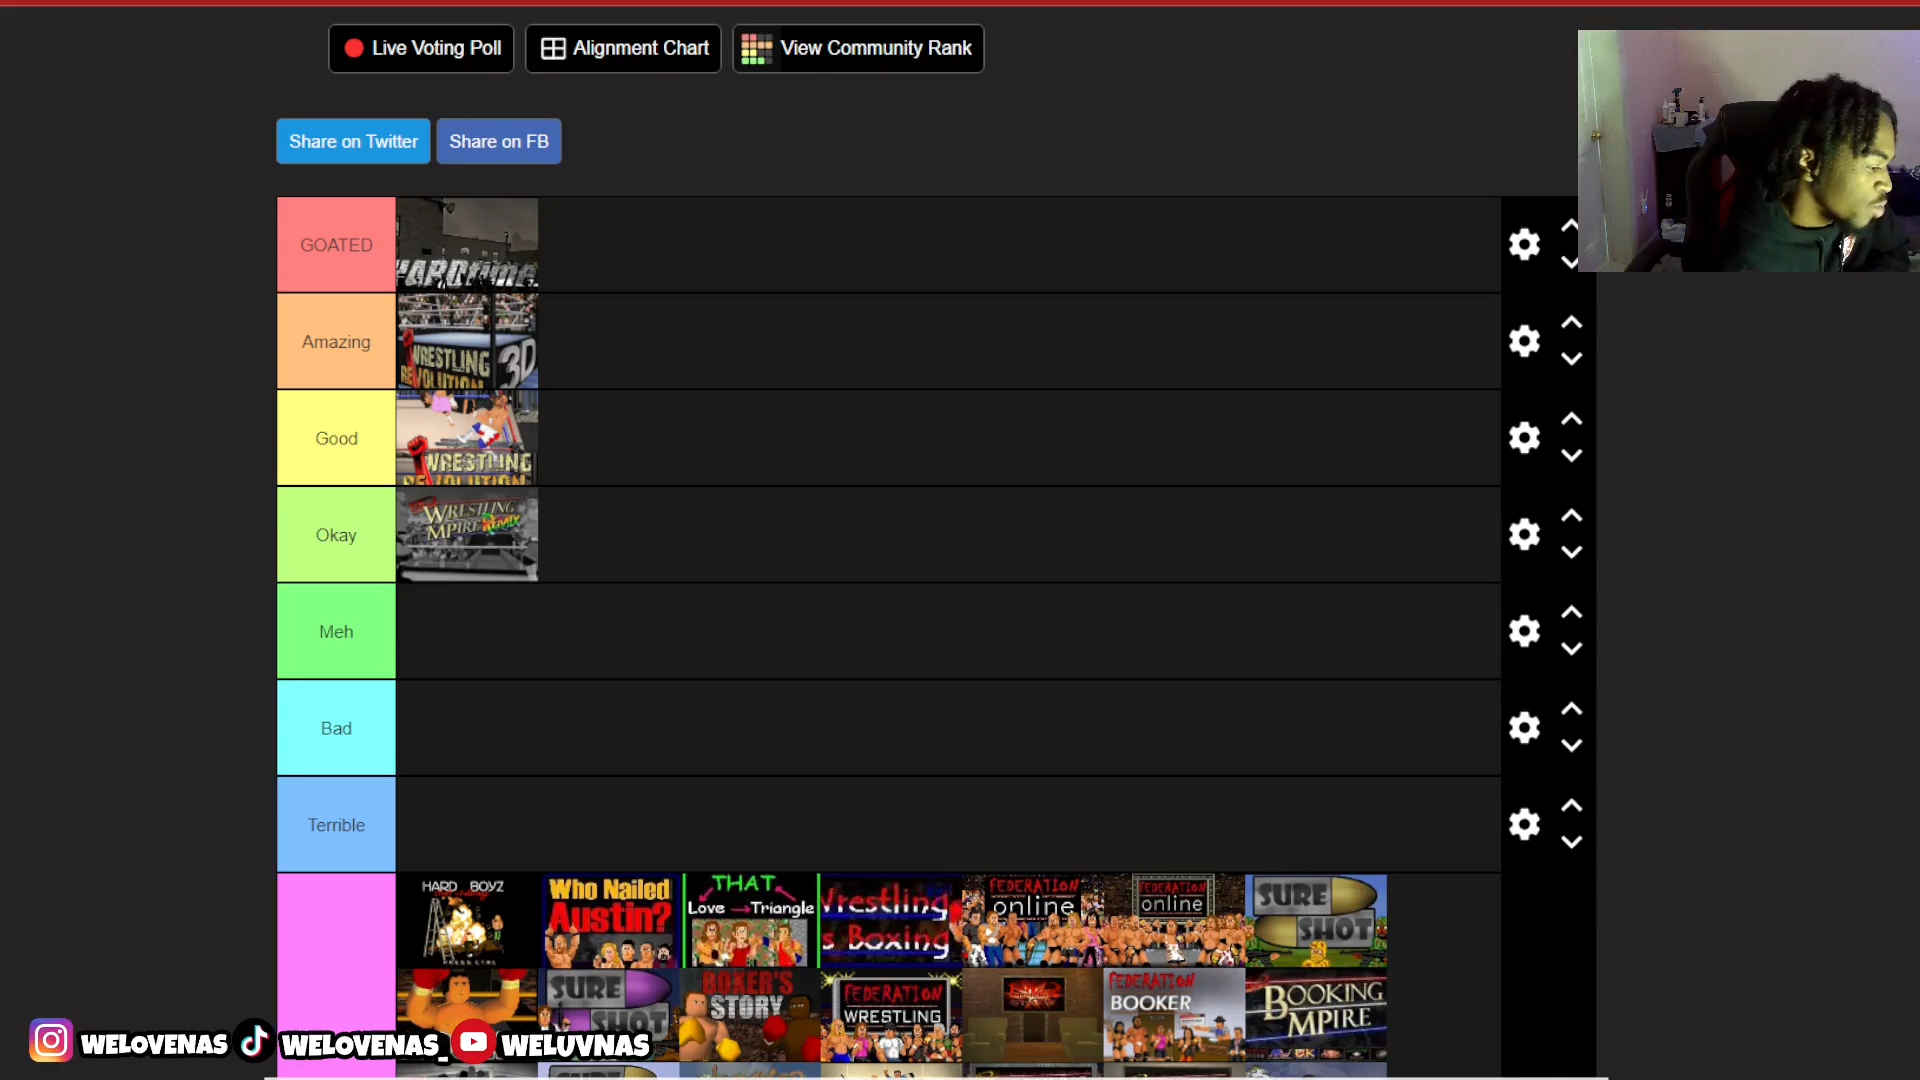 Live Voting Poll
Alignment Chart
View Community Rank
Share on Twitter
Share on FB
GOATED
HARDTIME
Amazing
WRESTLING
REVOLUTION
3D
Good
WRESTLING
REVOLUTION
Okay
WRESTLING
MPIRE REMIX
Meh
Bad
Terrible
HARD BOYZ
Who Nailed
Austin?
THAT
Love → Triangle
Wrestling
vs Boxing
FEDERATION
online
FEDERATION
online
SURE
SHOT
SURE
SHOT
BOXER'S
STORY
FEDERATION
WRESTLING
FEDERATION
BOOKER
BOOKING
MPIRE
WELOVENAS
WELOVENAS_
WELUVNAS